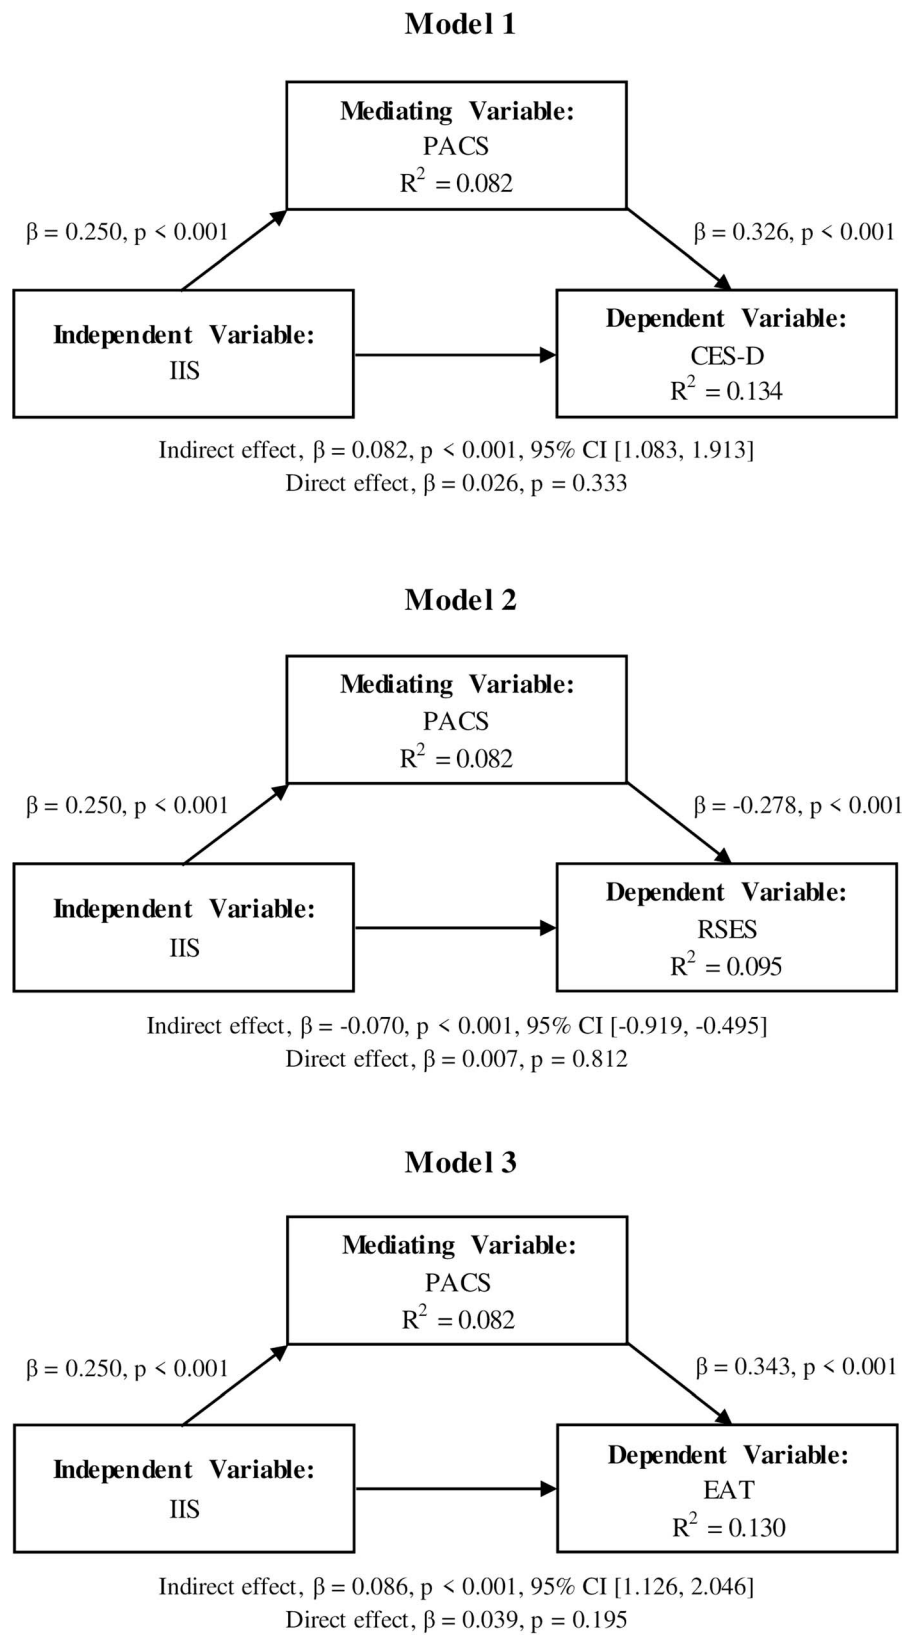 Model 1
Mediating Variable:
PACS
R² = 0.082
β = 0.250, p < 0.001
β = 0.326, p < 0.001
Independent Variable:
IIS
Dependent Variable:
CES-D
R² = 0.134
Indirect effect, β = 0.082, p < 0.001, 95% CI [1.083, 1.913]
Direct effect, β = 0.026, p = 0.333
Model 2
Mediating Variable:
PACS
R² = 0.082
β = 0.250, p < 0.001
β = -0.278, p < 0.001
Independent Variable:
IIS
Dependent Variable:
RSES
R² = 0.095
Indirect effect, β = -0.070, p < 0.001, 95% CI [-0.919, -0.495]
Direct effect, β = 0.007, p = 0.812
Model 3
Mediating Variable:
PACS
R² = 0.082
β = 0.250, p < 0.001
β = 0.343, p < 0.001
Independent Variable:
IIS
Dependent Variable:
EAT
R² = 0.130
Indirect effect, β = 0.086, p < 0.001, 95% CI [1.126, 2.046]
Direct effect, β = 0.039, p = 0.195